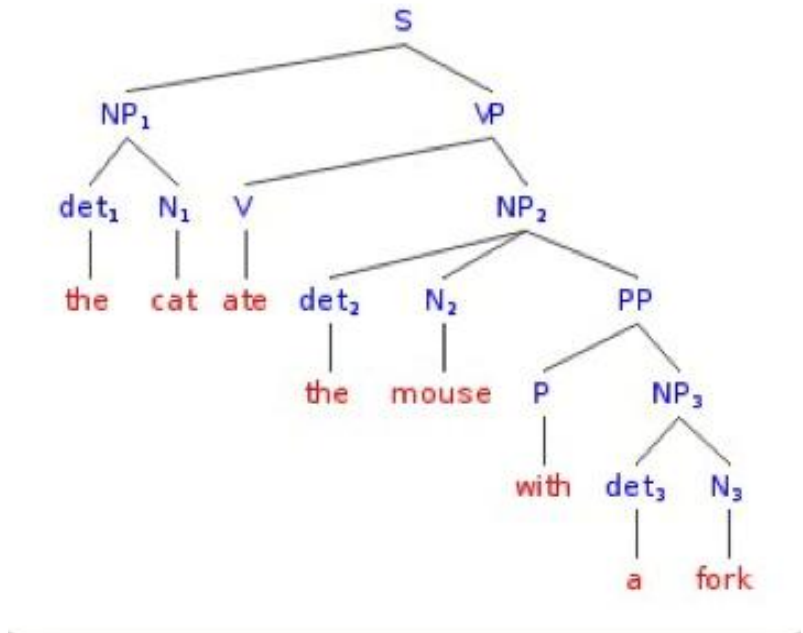 S
NP₁ VP
det₁ N₁ V NP₂
the cat ate det₂ N₂ PP
the mouse P NP₃
with det₃ N₃
a fork